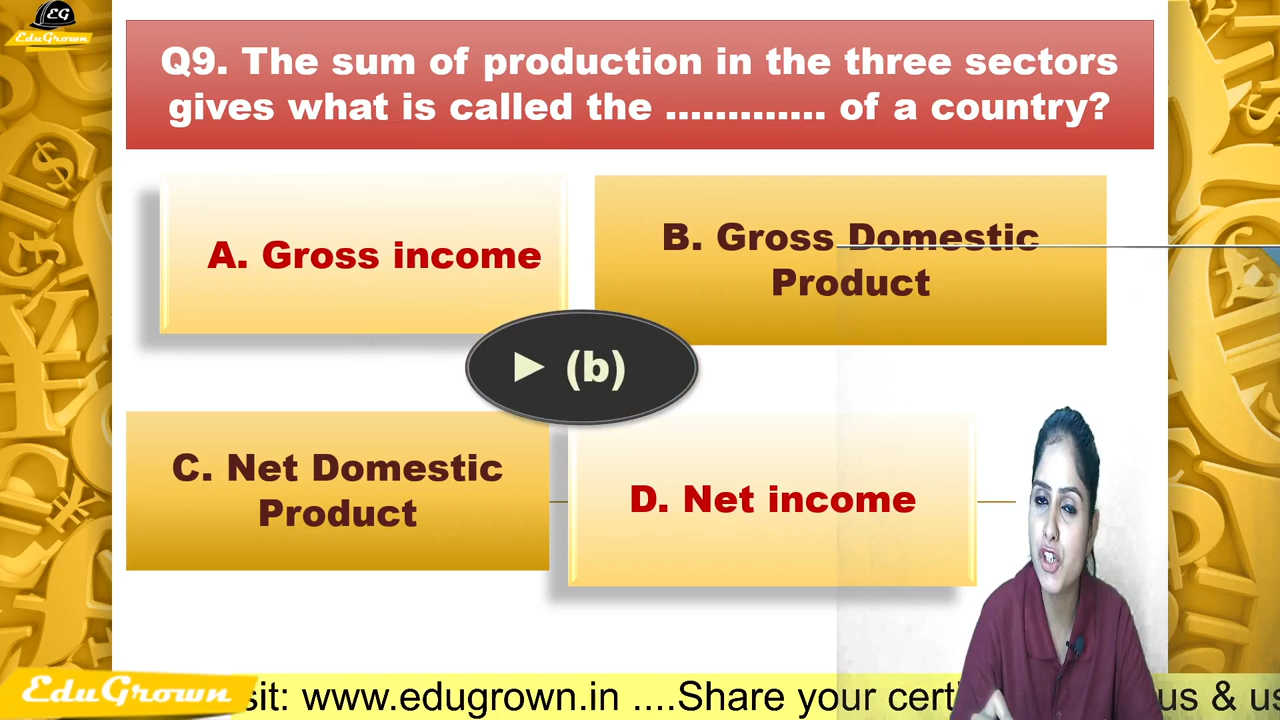 EG
EduGrown
Q9. The sum of production in the three sectors
gives what is called the ............. of a country?
A. Gross income
B. Gross Domestic
Product
► (b)
C. Net Domestic
Product
D. Net income
EduGrown
sit: www.edugrown.in ....Share your cert us & us